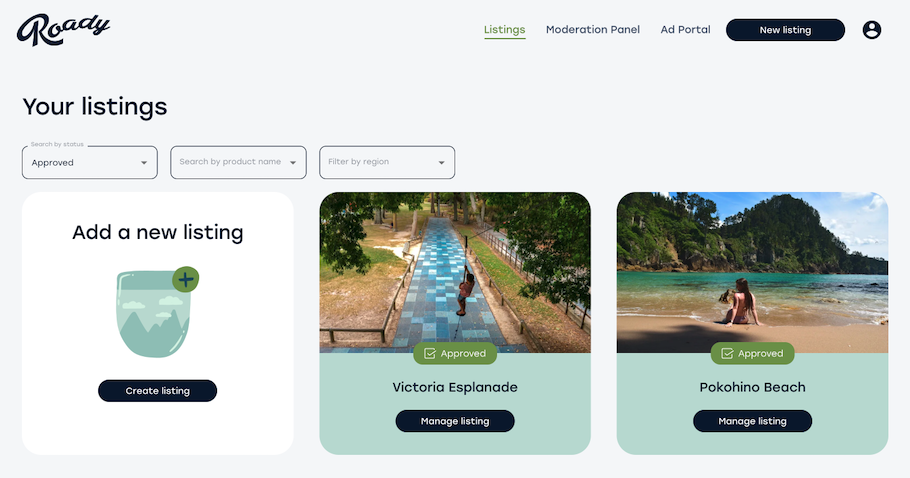 Roady
Listings
Moderation Panel
Ad Portal
New listing
Your listings
Search by status
Approved
Search by product name
Filter by region
Add a new listing
Create listing
Approved
Victoria Esplanade
Manage listing
Approved
Pokohino Beach
Manage listing